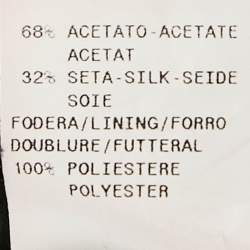 68% ACETATO-ACETATE
ACETAT
32% SETA-SILK-SEIDE
SOIE
FODERA/LINING/FORRO
DOUBLURE/FUTTERAL
100% POLIESTERE
POLYESTER